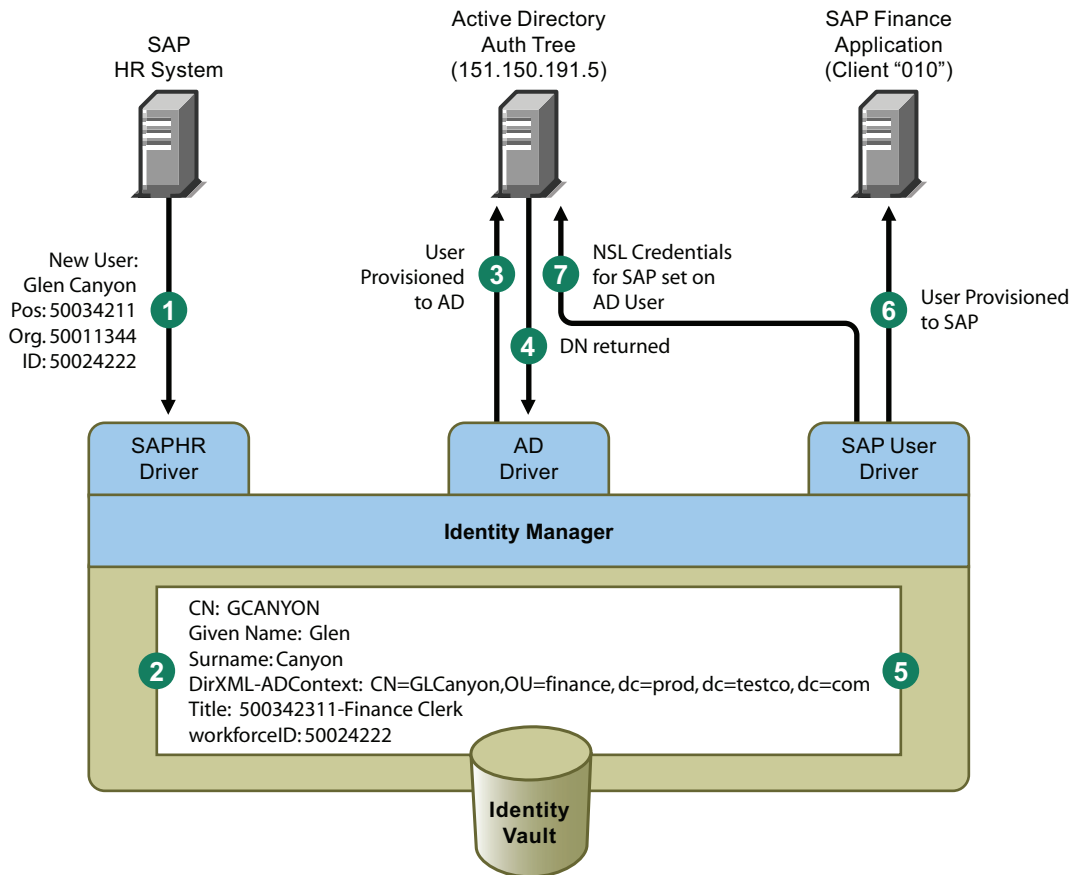 SAP
HR System
Active Directory
Auth Tree
(151.150.191.5)
SAP Finance
Application
(Client “010”)
New User:
Glen Canyon
Pos: 50034211
Org. 50011344
ID: 50024222
1
User
Provisioned
to AD
3
4
DN returned
7
NSL Credentials
for SAP set on
AD User
6
User Provisioned
to SAP
SAPHR
Driver
AD
Driver
SAP User
Driver
Identity Manager
2
CN: GCANYON
Given Name: Glen
Surname: Canyon
DirXML-ADContext: CN=GLCanyon,OU=finance, dc=prod, dc=testco, dc=com
Title: 500342311-Finance Clerk
workforceID: 50024222
5
Identity
Vault